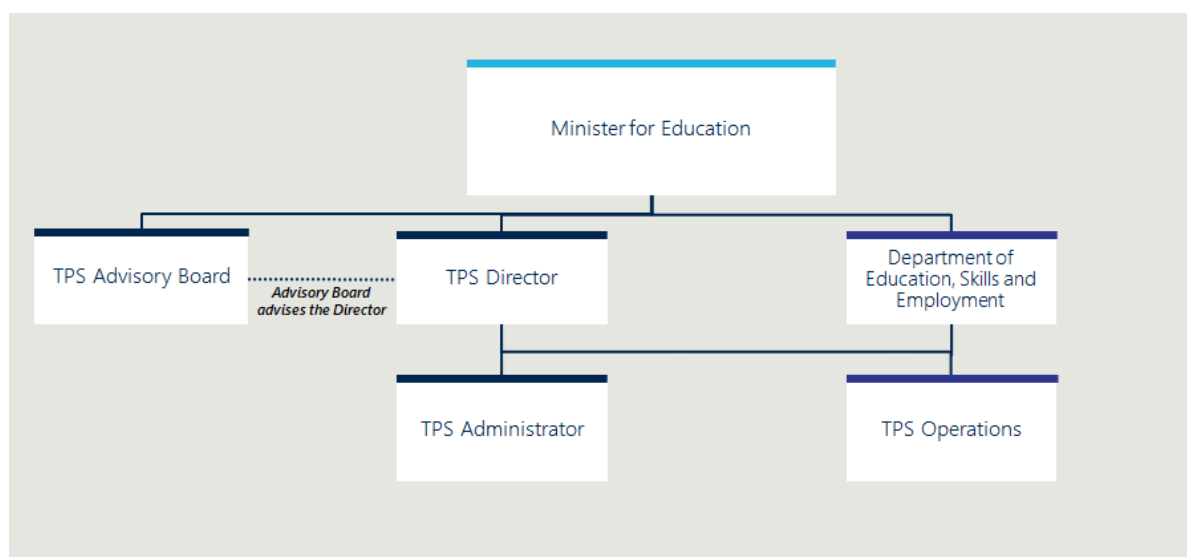 Minister for Education
TPS Advisory Board
Advisory Board
advises the Director
TPS Director
Department of
Education, Skills and
Employment
TPS Administrator
TPS Operations